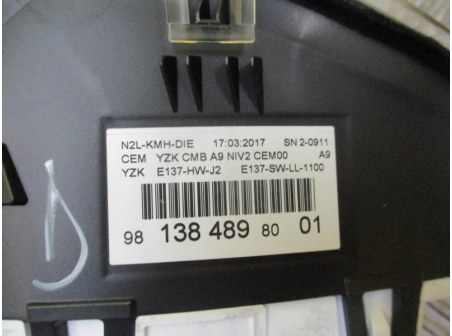 N2L-KMH-DIE 17:03:2017 SN 2-0911
CEM YZK CMB A9 NIV2 CEM00 A9
YZK E137-HW-J2 E137-SW-LL-1100
98 138 489 80 01